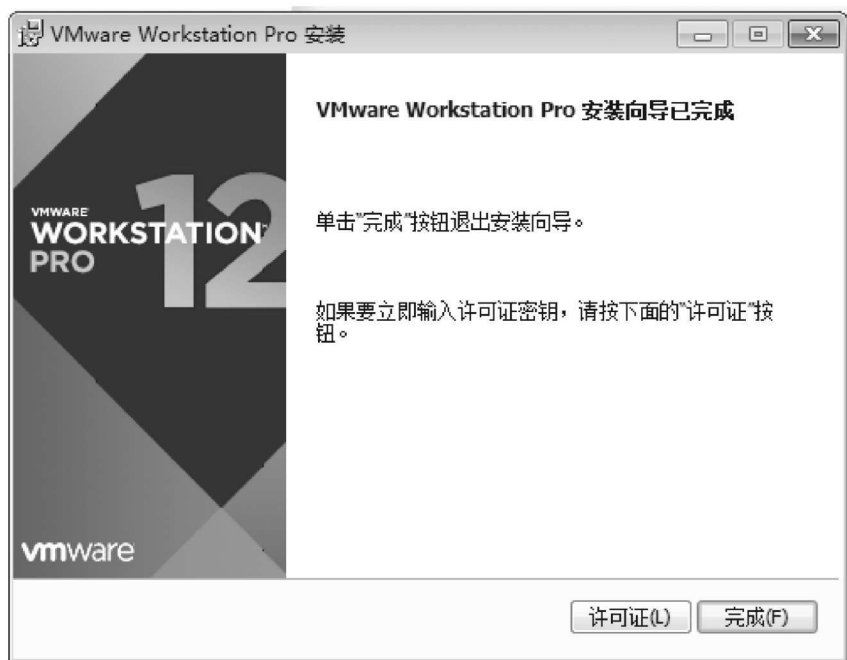 VMware Workstation Pro 安装
VMware Workstation Pro 安装向导已完成
VMWARE
12
WORKSTATION
PRO
单击"完成"按钮退出安装向导。
如果要立即输入许可证密钥，请按下面的"许可证"按
钮。
vmware
许可证(L)
完成(F)